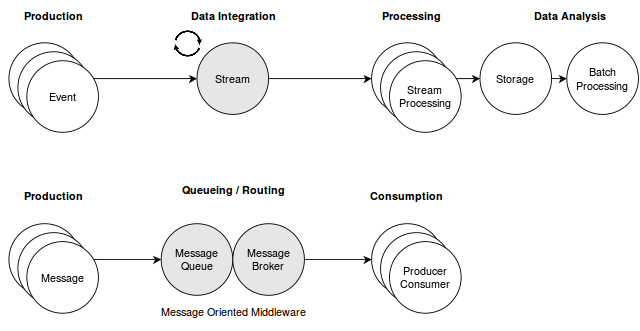 Production
Data Integration
Processing
Data Analysis
Event
Stream
Stream
Processing
Storage
Batch
Processing
Production
Queueing / Routing
Consumption
Message
Message
Queue
Message
Broker
Producer
Consumer
Message Oriented Middleware